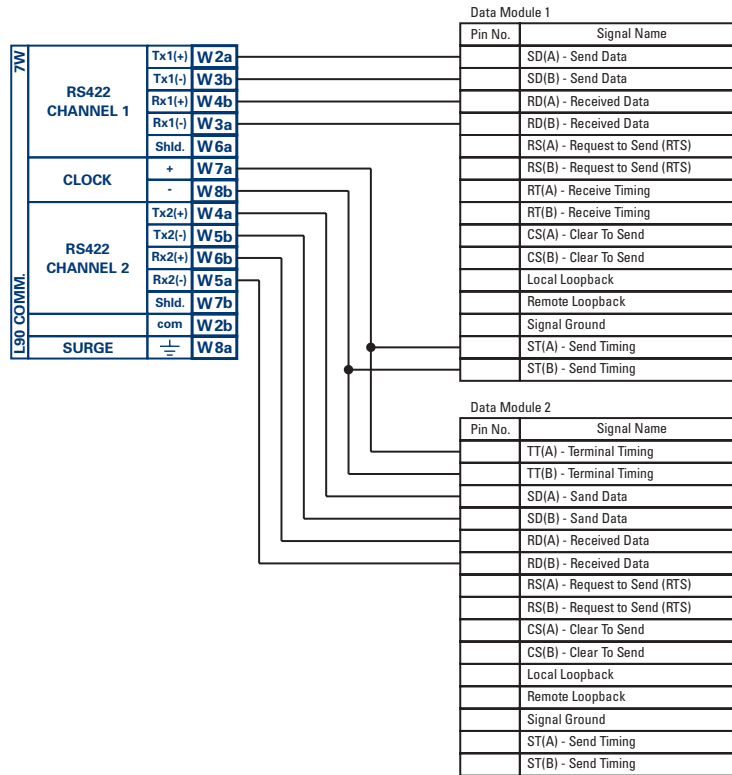 Data Module 1
Pin No. Signal Name
7W
L90 COMM.
RS422
CHANNEL 1
Tx1(+) W2a
Tx1(-) W3b
Rx1(+) W4b
Rx1(-) W3a
Shld. W6a
CLOCK
+ W7a
- W8b
RS422
CHANNEL 2
Tx2(+) W4a
Tx2(-) W5b
Rx2(+) W6b
Rx2(-) W5a
Shld. W7b
com W2b
SURGE W8a
SD(A) - Send Data
SD(B) - Send Data
RD(A) - Received Data
RD(B) - Received Data
RS(A) - Request to Send (RTS)
RS(B) - Request to Send (RTS)
RT(A) - Receive Timing
RT(B) - Receive Timing
CS(A) - Clear To Send
CS(B) - Clear To Send
Local Loopback
Remote Loopback
Signal Ground
ST(A) - Send Timing
ST(B) - Send Timing
Data Module 2
Pin No. Signal Name
TT(A) - Terminal Timing
TT(B) - Terminal Timing
SD(A) - Sand Data
SD(B) - Sand Data
RD(A) - Received Data
RD(B) - Received Data
RS(A) - Request to Send (RTS)
RS(B) - Request to Send (RTS)
CS(A) - Clear To Send
CS(B) - Clear To Send
Local Loopback
Remote Loopback
Signal Ground
ST(A) - Send Timing
ST(B) - Send Timing